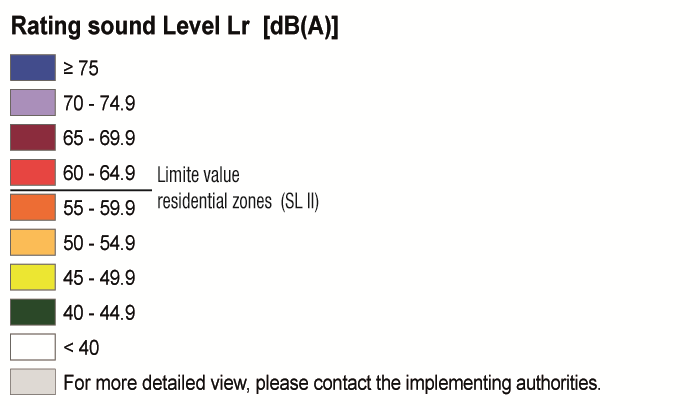 Rating sound Level Lr [dB(A)]
≥ 75
70 - 74.9
65 - 69.9
60 - 64.9
Limite value
residential zones (SL II)
55 - 59.9
50 - 54.9
45 - 49.9
40 - 44.9
< 40
For more detailed view, please contact the implementing authorities.